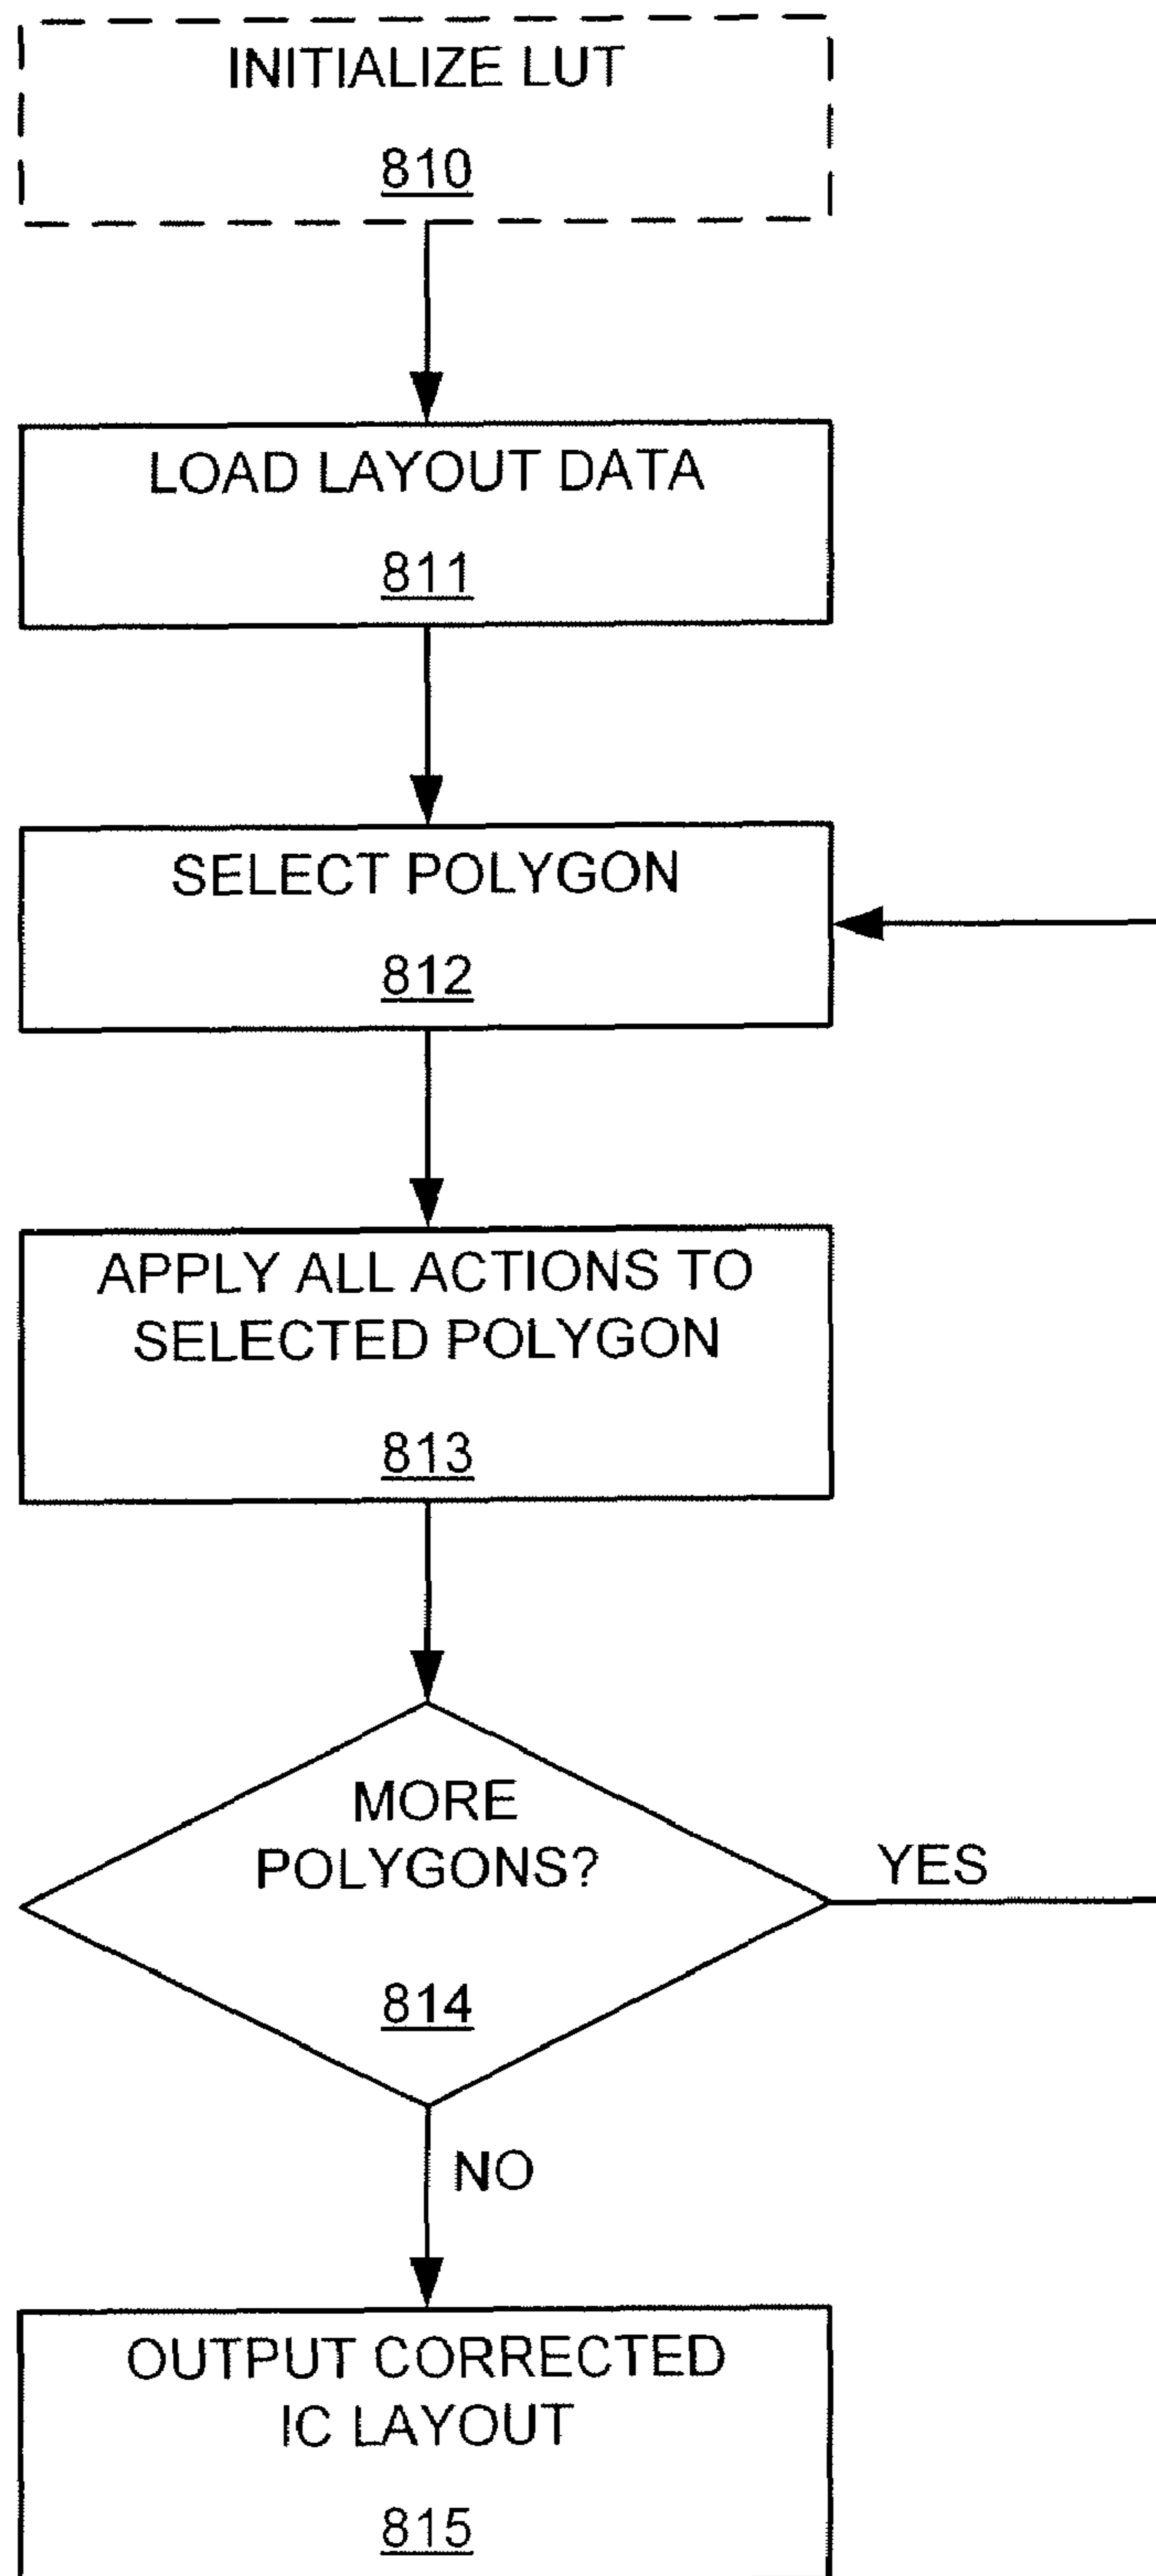 INITIALIZE LUT
810
LOAD LAYOUT DATA
811
SELECT POLYGON
812
APPLY ALL ACTIONS TO
SELECTED POLYGON
813
MORE
POLYGONS?
814
YES
NO
OUTPUT CORRECTED
IC LAYOUT
815